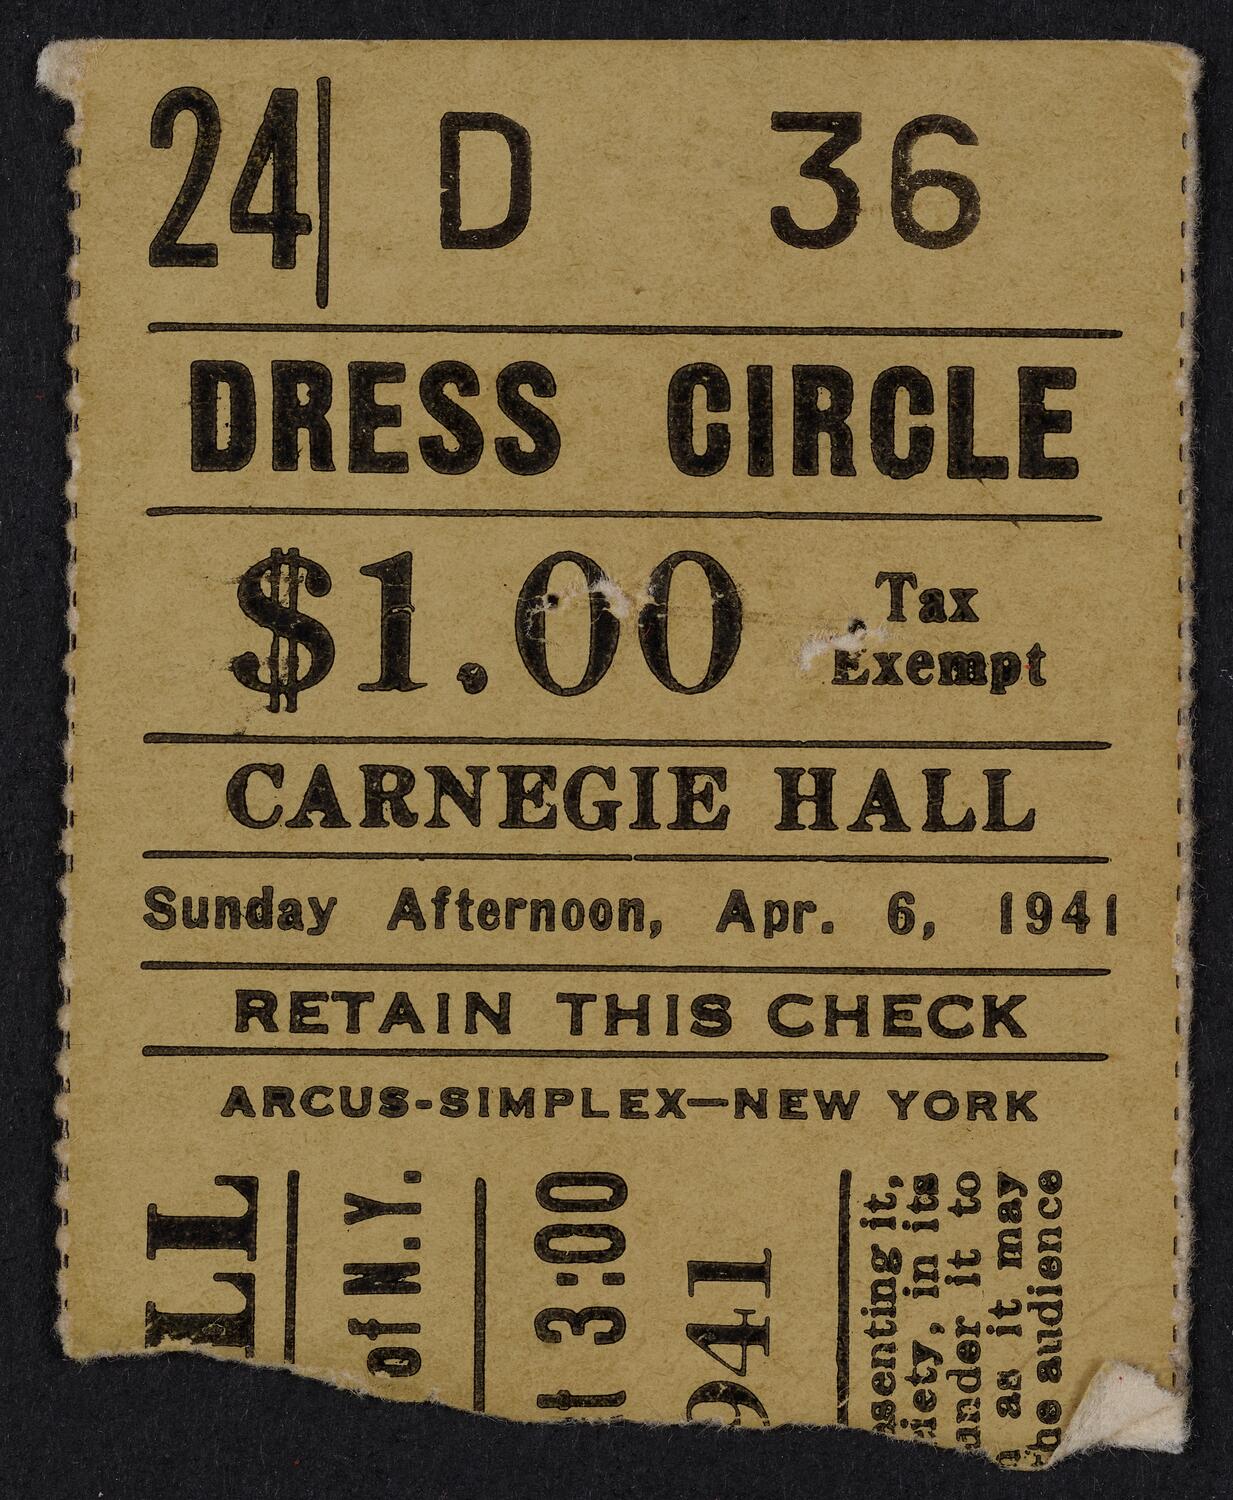 24 D 36
DRESS CIRCLE
$1.00 Tax
Exempt
CARNEGIE HALL
Sunday Afternoon, Apr. 6, 1941
RETAIN THIS CHECK
ARCUS-SIMPLEX—NEW YORK
LL
of N.Y.
t 3:00
941
senting it,
iety, in its
under it to
as it may
he audience